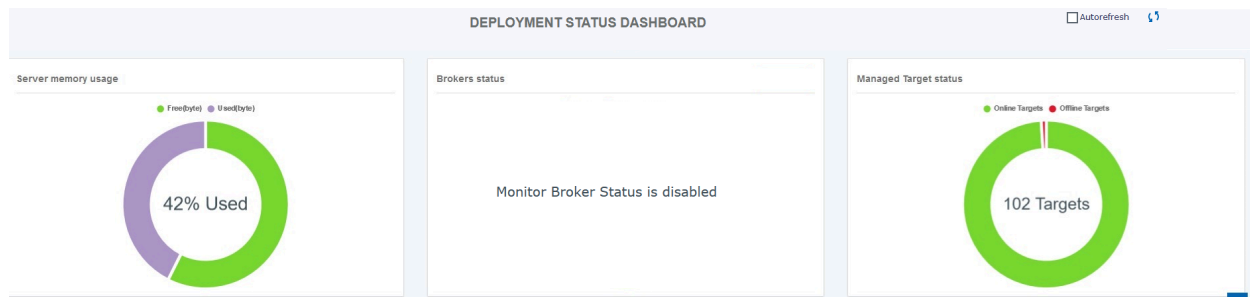 DEPLOYMENT STATUS DASHBOARD
Autorefresh
Server memory usage
Free(byte) Used(byte)
42% Used
Brokers status
Monitor Broker Status is disabled
Managed Target status
Online Targets Offline Targets
102 Targets